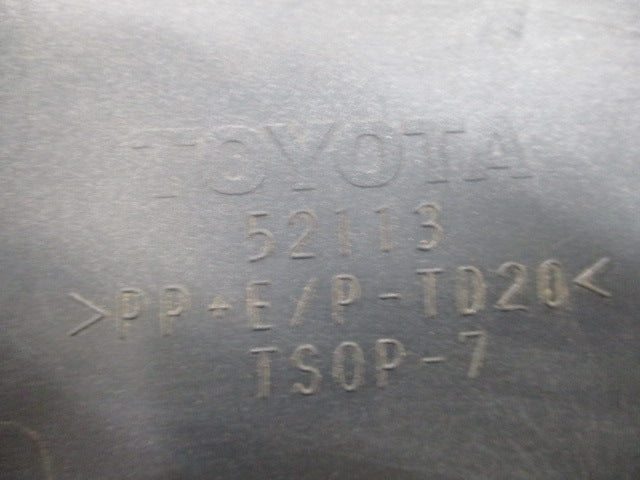 TOYOTA
52113
>PP+E/P-TD20<
TSOP-7